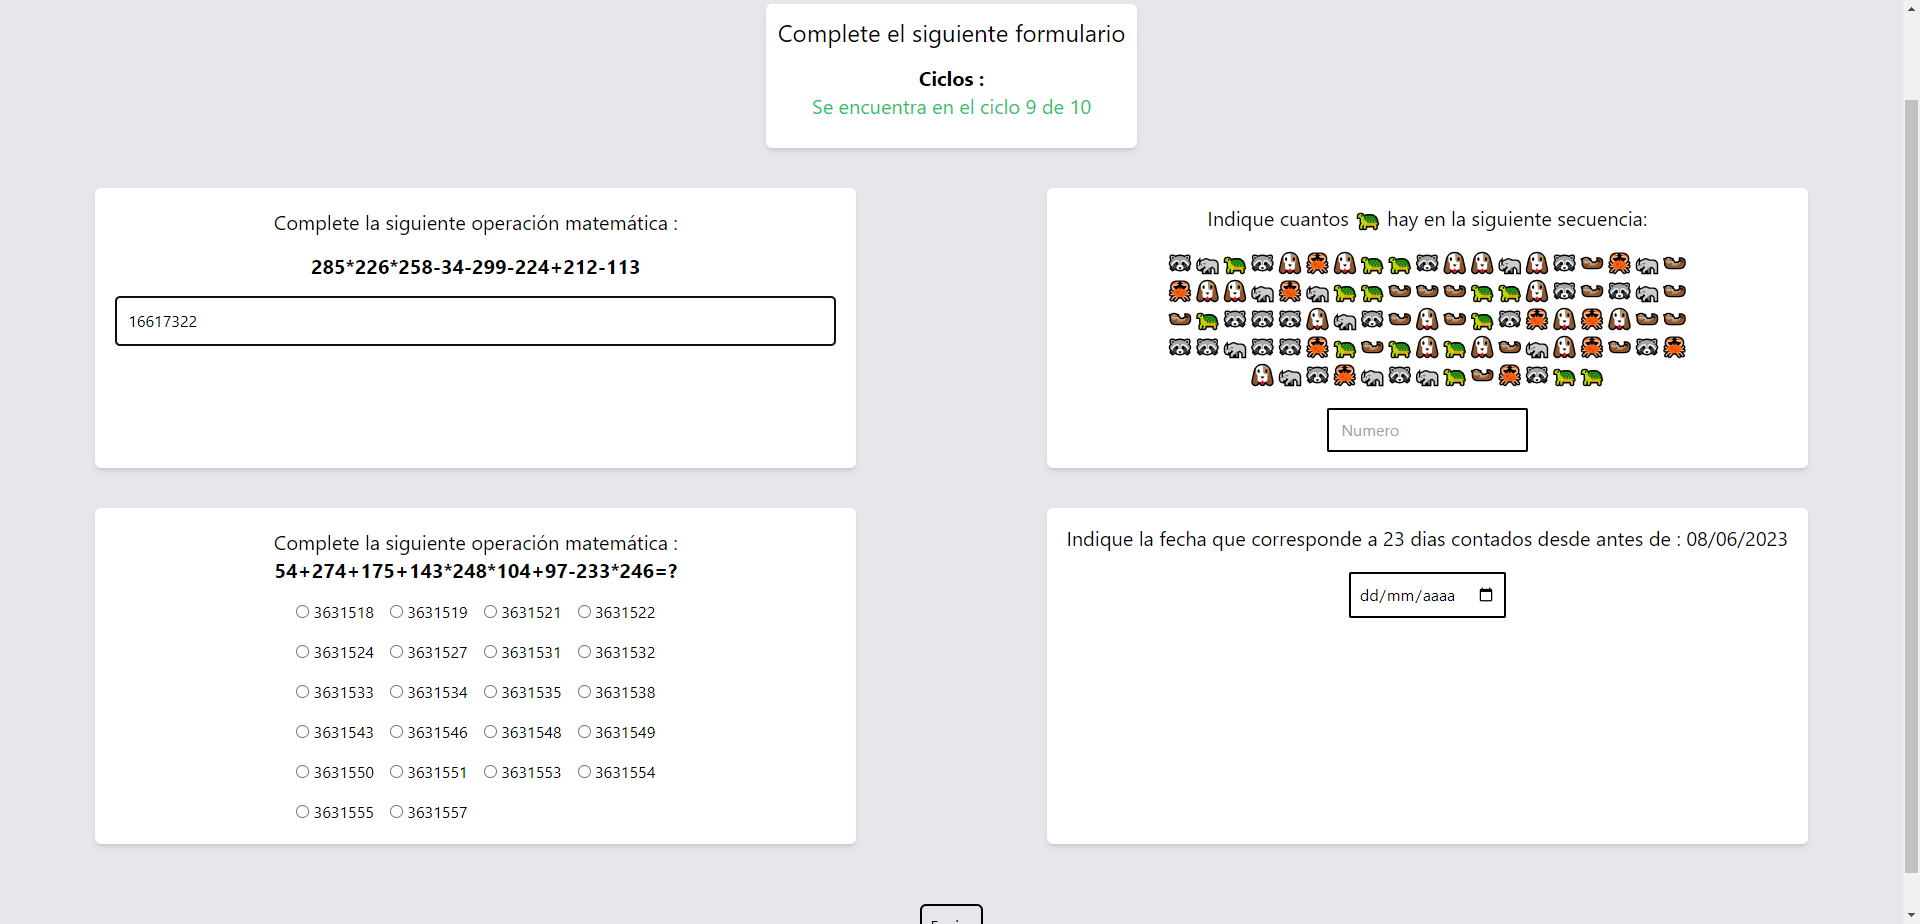 Complete el siguiente formulario
Ciclos :
Se encuentra en el ciclo 9 de 10
Complete la siguiente operación matemática :
285*226*258-34-299-224+212-113
16617322
Indique cuantos 🐢 hay en la siguiente secuencia:
Numero
Complete la siguiente operación matemática :
54+274+175+143*248*104+97-233*246=?
3631518 3631519 3631521 3631522
3631524 3631527 3631531 3631532
3631533 3631534 3631535 3631538
3631543 3631546 3631548 3631549
3631550 3631551 3631553 3631554
3631555 3631557
Indique la fecha que corresponde a 23 dias contados desde antes de : 08/06/2023
dd/mm/aaaa